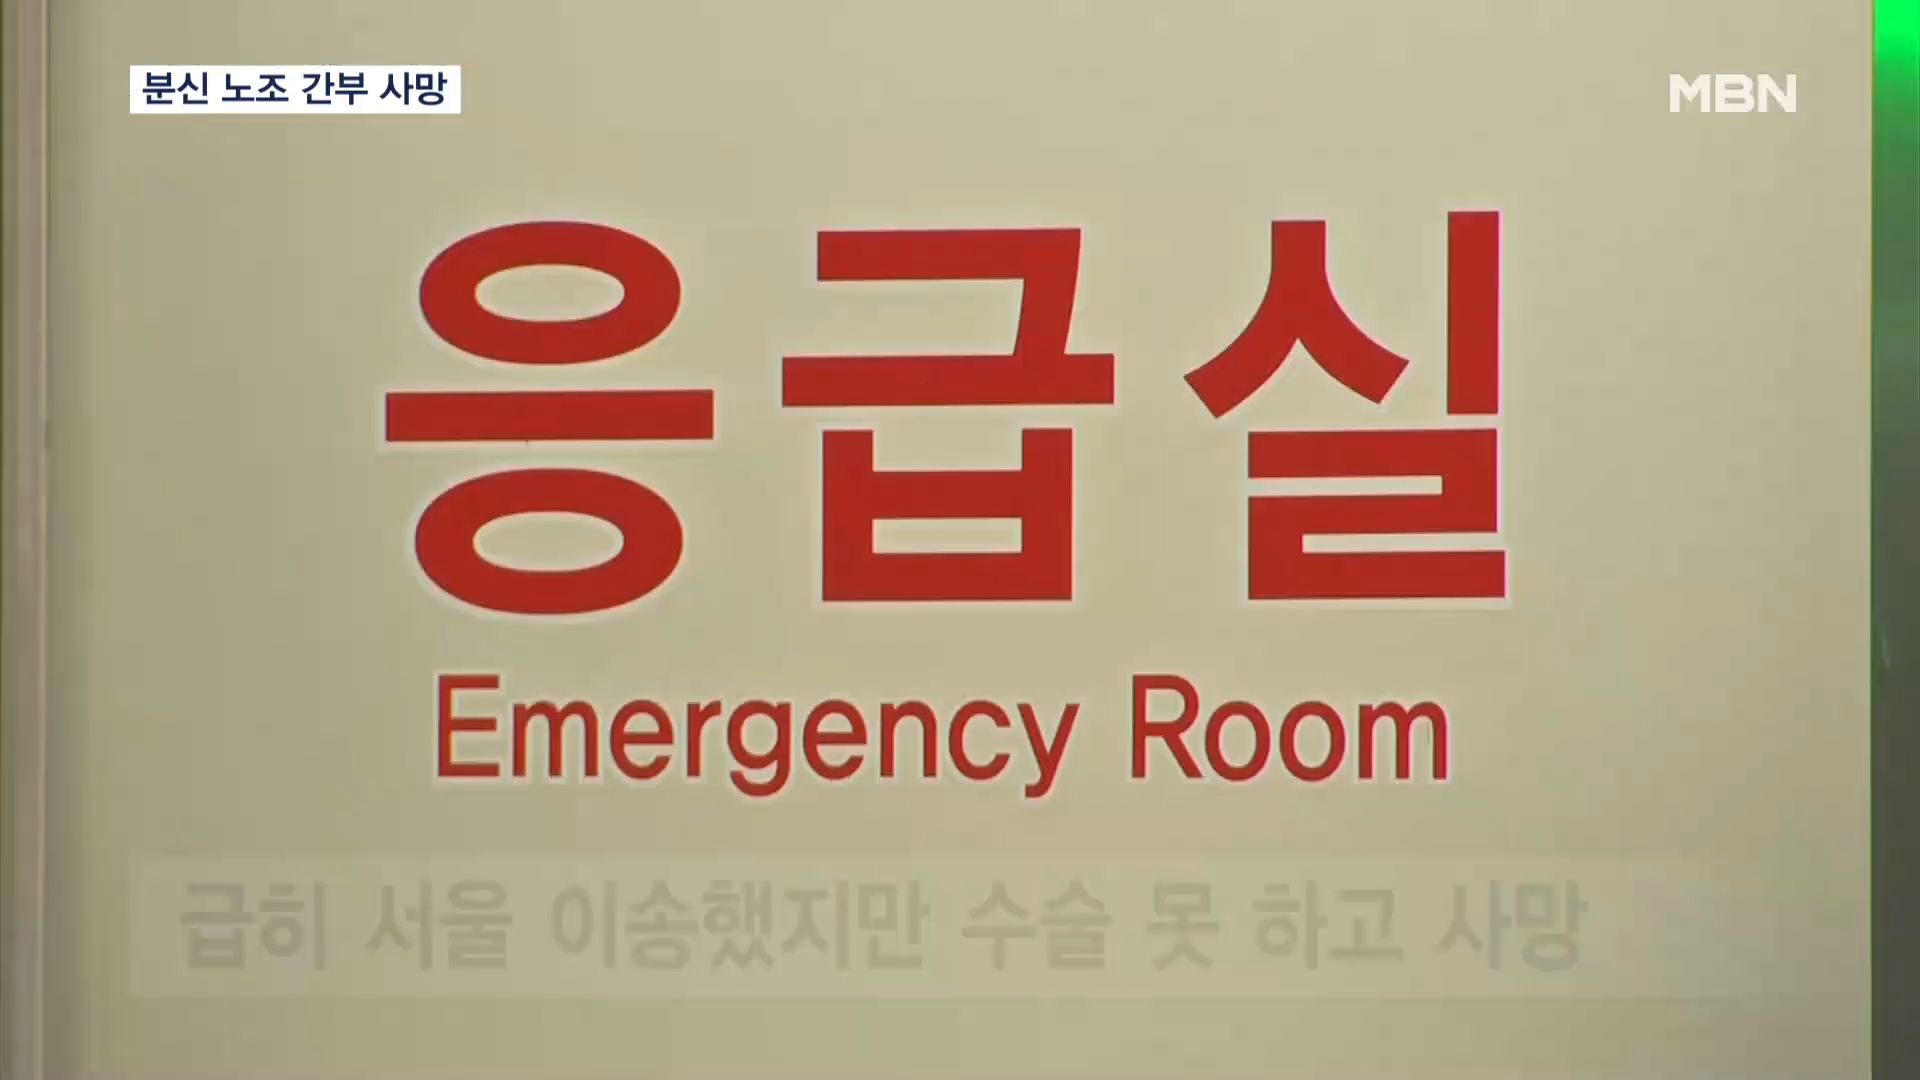 분신 노조 간부 사망
MBN
응급실
Emergency Room
급히 서울 이송했지만 수술 못 하고 사망